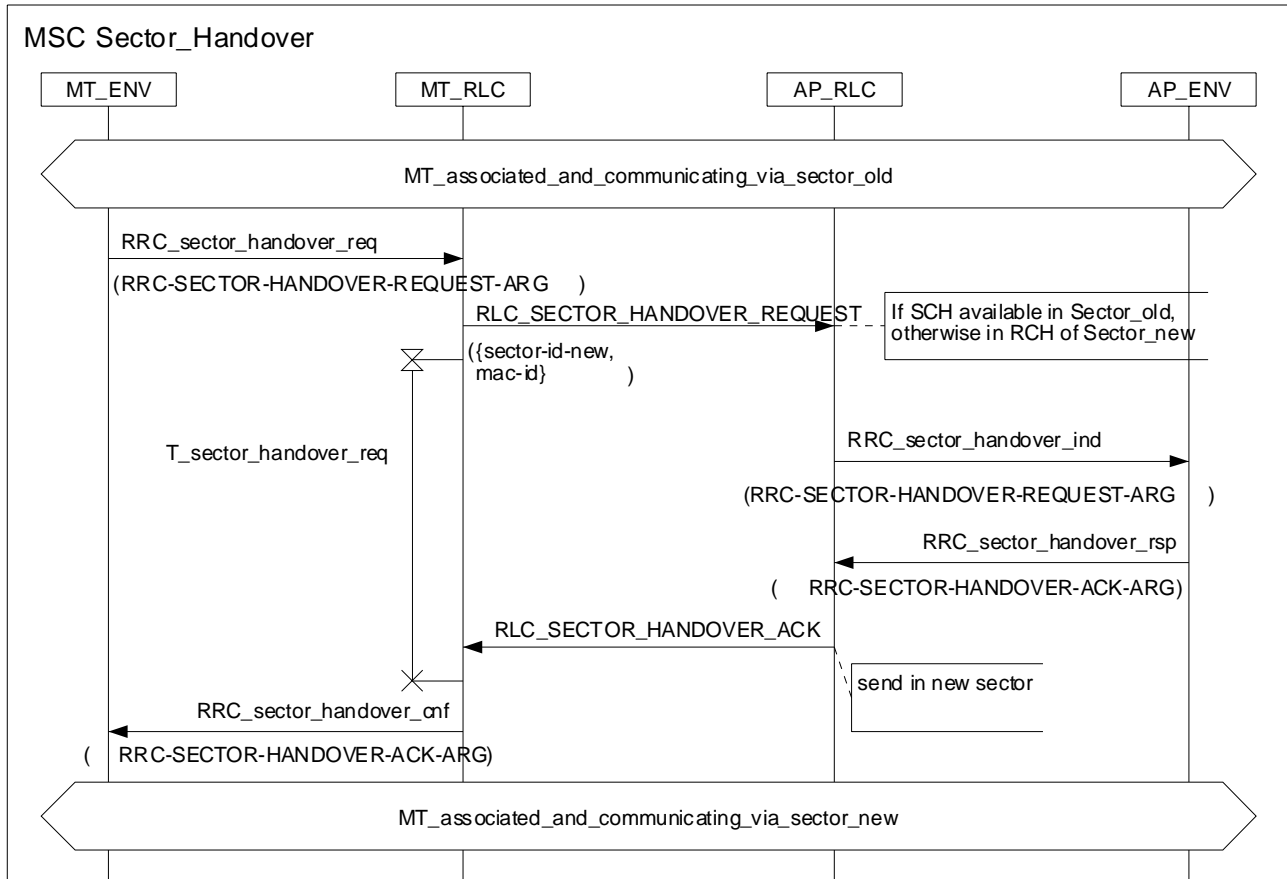 MSC Sector_Handover
MT_ENV
MT_RLC
AP_RLC
AP_ENV
MT_associated_and_communicating_via_sector_old
RRC_sector_handover_req
(RRC-SECTOR-HANDOVER-REQUEST-ARG )
RLC_SECTOR_HANDOVER_REQUEST
If SCH available in Sector_old,
otherwise in RCH of Sector_new
({sector-id-new,
mac-id} )
T_sector_handover_req
RRC_sector_handover_ind
(RRC-SECTOR-HANDOVER-REQUEST-ARG )
RRC_sector_handover_rsp
( RRC-SECTOR-HANDOVER-ACK-ARG)
RLC_SECTOR_HANDOVER_ACK
send in new sector
RRC_sector_handover_cnf
( RRC-SECTOR-HANDOVER-ACK-ARG)
MT_associated_and_communicating_via_sector_new